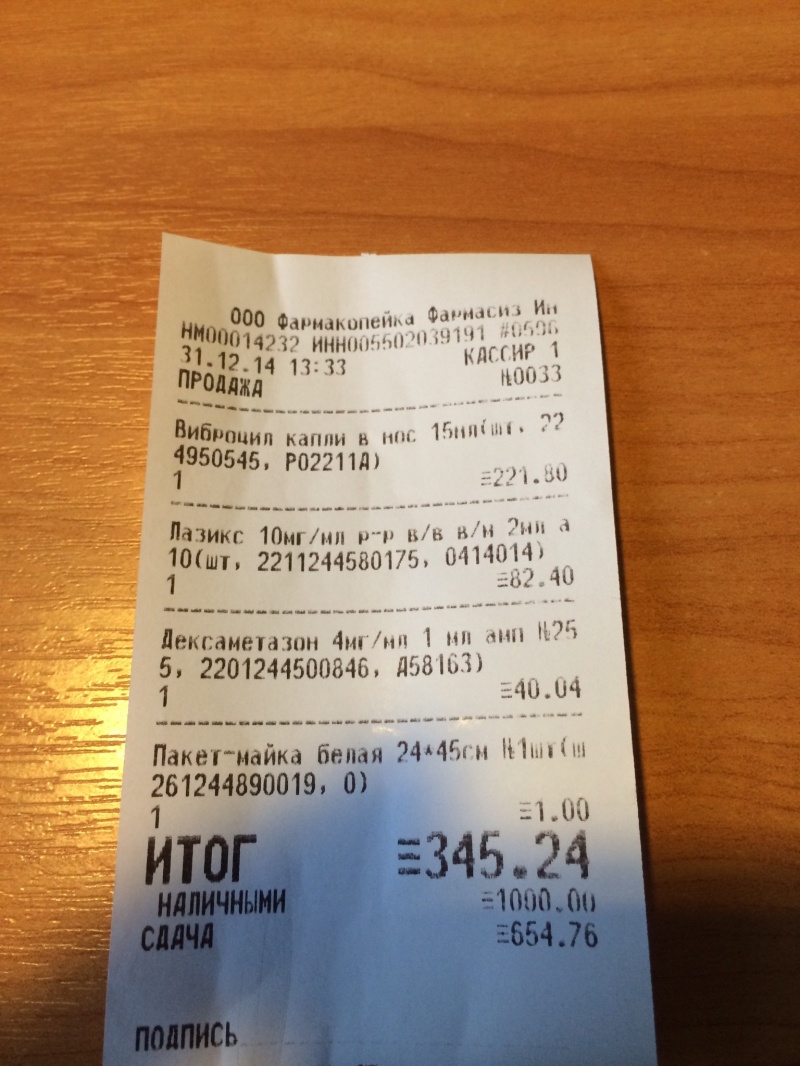 ООО Фармакопейка Фармасиз Ин
НМ00014232 ИНН005502039191 #0596
31.12.14 13:33 КАССИР 1
ПРОДАЖА №0033
Виброцил капли в нос 15мл(шт, 22
4950545, Р02211А)
1 ≡221.80
Лазикс 10мг/мл р-р в/в в/м 2мл а
10(шт, 2211244580175, 0414014)
1 ≡82.40
Дексаметазон 4мг/мл 1 мл амп №25
5, 2201244500846, А58163)
1 ≡40.04
Пакет-майка белая 24*45см №1шт(ш
261244890019, 0)
1 ≡1.00
ИТОГ ≡345.24
НАЛИЧНЫМИ ≡1000.00
СДАЧА ≡654.76
ПОДПИСЬ